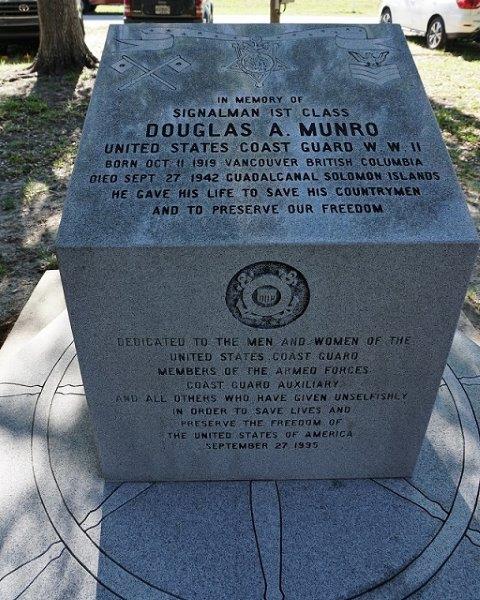 IN MEMORY OF
SIGNALMAN 1ST CLASS
DOUGLAS A. MUNRO
UNITED STATES COAST GUARD W W II
BORN OCT 11 1919 VANCOUVER BRITISH COLUMBIA
DIED SEPT 27 1942 GUADALCANAL SOLOMON ISLANDS
HE GAVE HIS LIFE TO SAVE HIS COUNTRYMEN
AND TO PRESERVE OUR FREEDOM
DEDICATED TO THE MEN AND WOMEN OF THE
UNITED STATES COAST GUARD
MEMBERS OF THE ARMED FORCES
COAST GUARD AUXILIARY
AND ALL OTHERS WHO HAVE GIVEN UNSELFISHLY
IN ORDER TO SAVE LIVES AND
PRESERVE THE FREEDOM OF
THE UNITED STATES OF AMERICA
SEPTEMBER 27 1995